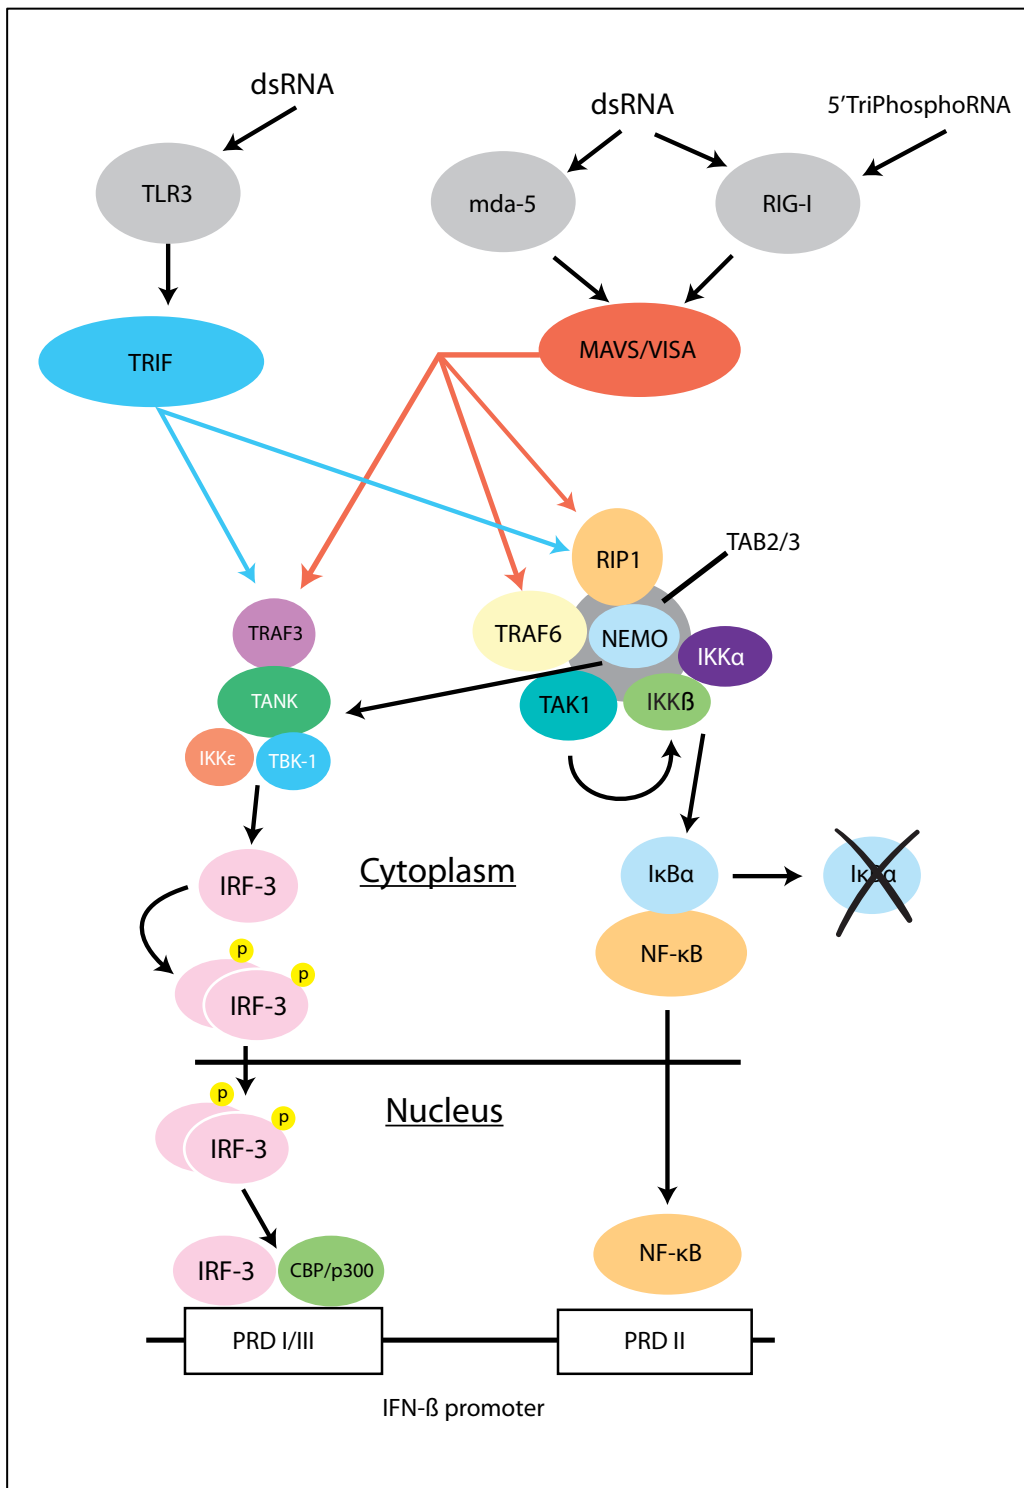 dsRNA
dsRNA
5'TriPhosphoRNA
TLR3
mda-5
RIG-I
TRIF
MAVS/VISA
RIP1
TAB2/3
TRAF3
TRAF6
NEMO
IKKα
TANK
TAK1
IKKß
IKKε
TBK-1
Cytoplasm
IRF-3
IκBα
IκBα
p
p
IRF-3
NF-κB
Nucleus
p
p
IRF-3
IRF-3
CBP/p300
NF-κB
PRD I/III
PRD II
IFN-ß promoter